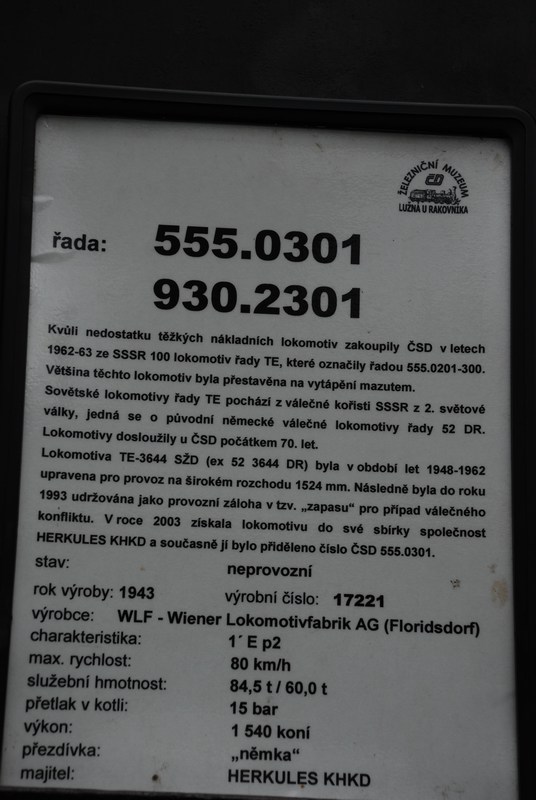 ŽELEZNIČNÍ MUZEUM
ČD
LUŽNÁ U RAKOVNÍKA
řada: 555.0301
930.2301
Kvůli nedostatku těžkých nákladních lokomotiv zakoupily ČSD v letech
1962-63 ze SSSR 100 lokomotiv řady TE, které označily řadou 555.0201-300.
Většina těchto lokomotiv byla přestavěna na vytápění mazutem.
Sovětské lokomotivy řady TE pochází z válečné kořisti SSSR z 2. světové
války, jedná se o původní německé válečné lokomotivy řady 52 DR.
Lokomotivy dosloužily u ČSD počátkem 70. let.
Lokomotiva TE-3644 SŽD (ex 52 3644 DR) byla v období let 1948-1962
upravena pro provoz na širokém rozchodu 1524 mm. Následně byla do roku
1993 udržována jako provozní záloha v tzv. „zapasu“ pro případ válečného
konfliktu. V roce 2003 získala lokomotivu do své sbírky společnost
HERKULES KHKD a současně jí bylo přiděleno číslo ČSD 555.0301.
stav: neprovozní
rok výroby: 1943 výrobní číslo: 17221
výrobce: WLF - Wiener Lokomotivfabrik AG (Floridsdorf)
charakteristika: 1´ E p2
max. rychlost: 80 km/h
služební hmotnost: 84,5 t / 60,0 t
přetlak v kotli: 15 bar
výkon: 1 540 koní
přezdívka: „němka“
majitel: HERKULES KHKD